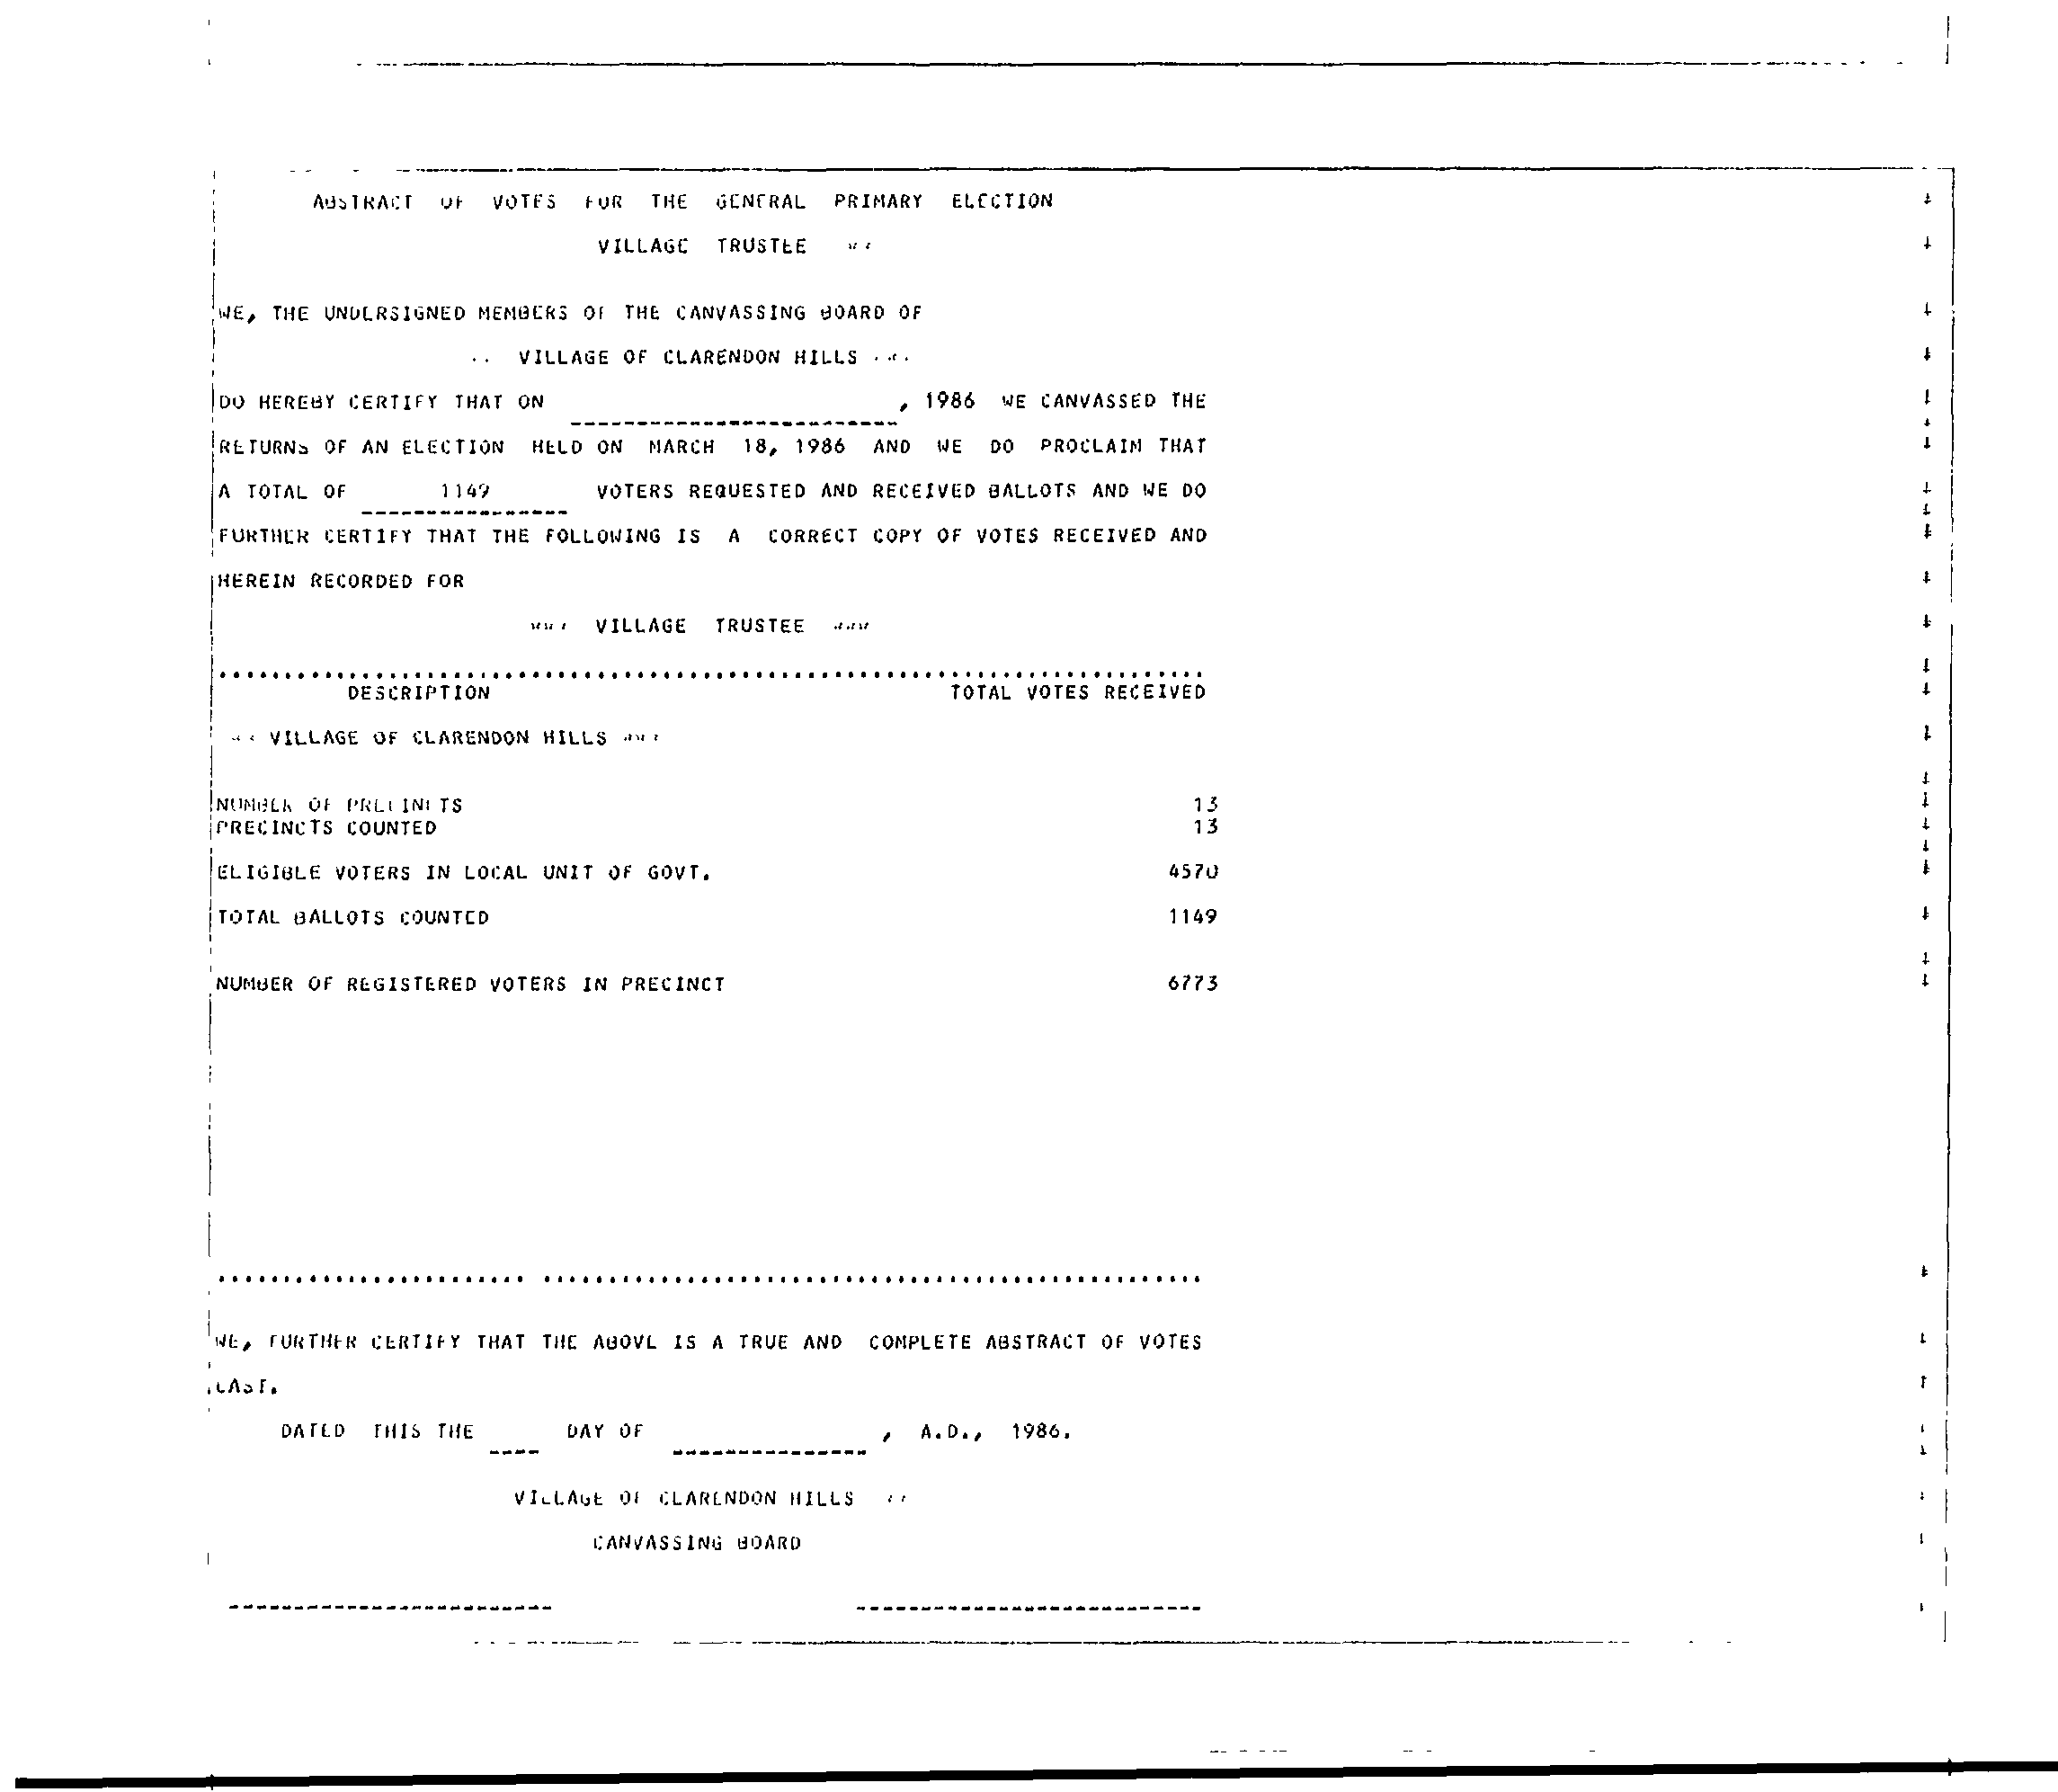 ABSTRACT OF VOTES FOR THE GENERAL PRIMARY ELECTION
VILLAGE TRUSTEE
WE, THE UNDERSIGNED MEMBERS OF THE CANVASSING BOARD OF
VILLAGE OF CLARENDON HILLS
DO HEREBY CERTIFY THAT ON , 1986 WE CANVASSED THE
RETURNS OF AN ELECTION HELD ON MARCH 18, 1986 AND WE DO PROCLAIM THAT
A TOTAL OF 1149 VOTERS REQUESTED AND RECEIVED BALLOTS AND WE DO
FURTHER CERTIFY THAT THE FOLLOWING IS A CORRECT COPY OF VOTES RECEIVED AND
HEREIN RECORDED FOR
*** VILLAGE TRUSTEE ***
DESCRIPTION TOTAL VOTES RECEIVED
VILLAGE OF CLARENDON HILLS ***
NUMBER OF PRECINCTS 13
PRECINCTS COUNTED 13
ELIGIBLE VOTERS IN LOCAL UNIT OF GOVT. 4570
TOTAL BALLOTS COUNTED 1149
NUMBER OF REGISTERED VOTERS IN PRECINCT 6773
WE, FURTHER CERTIFY THAT THE ABOVE IS A TRUE AND COMPLETE ABSTRACT OF VOTES
CAST.
DATED THIS THE ---- DAY OF --------------- , A.D., 1986.
VILLAGE OF CLARENDON HILLS
CANVASSING BOARD